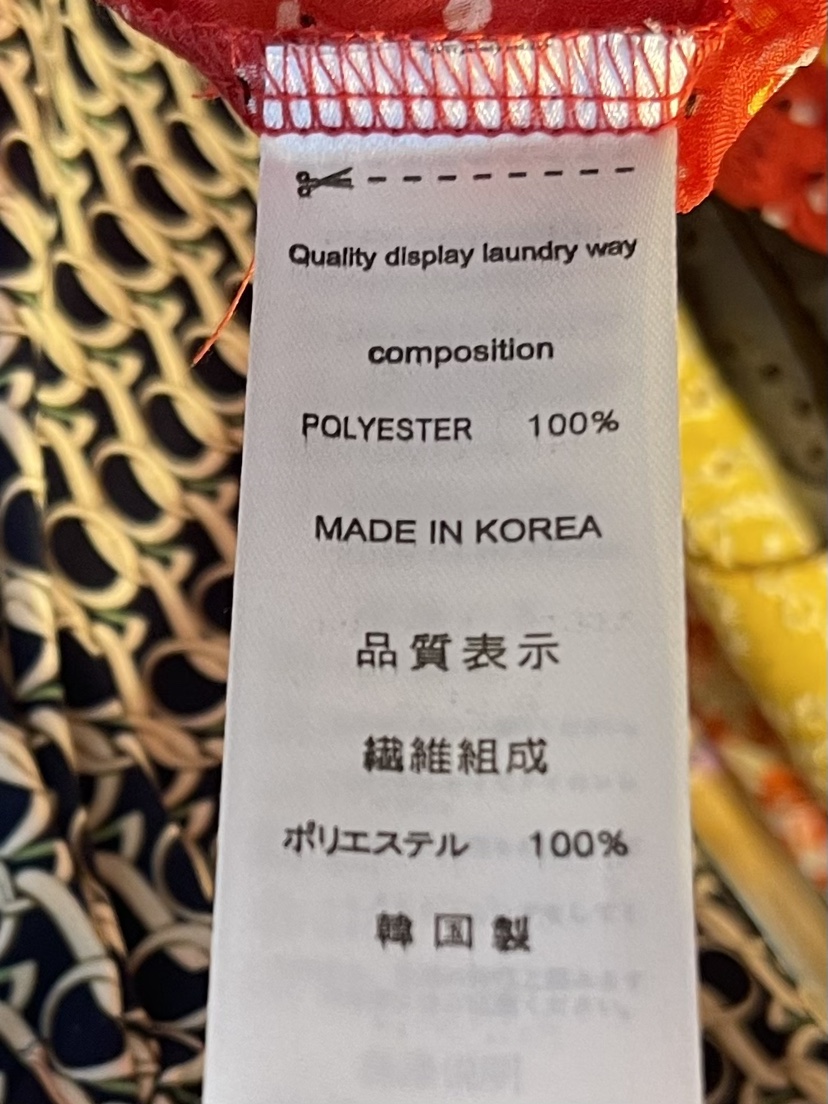 Quality display laundry way
composition
POLYESTER 100%
MADE IN KOREA
品質表示
繊維組成
ポリエステル 100%
韓国製